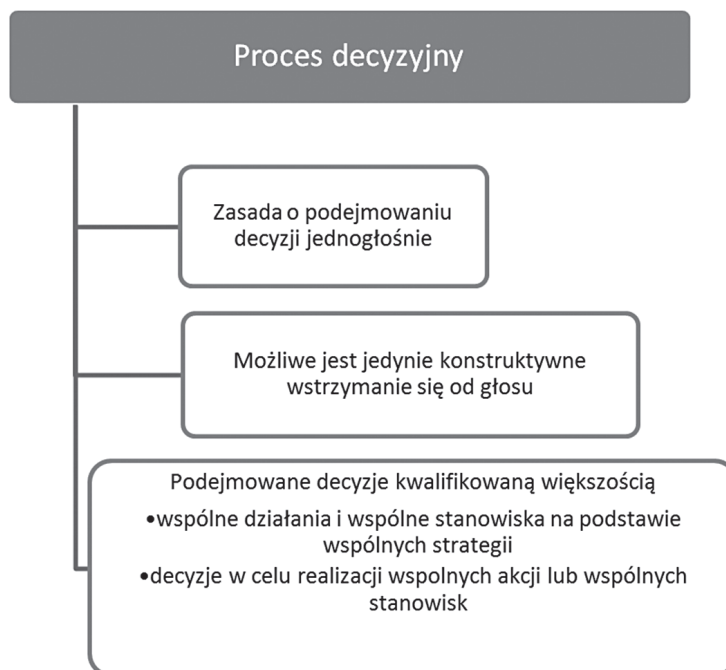 Proces decyzyjny
Zasada o podejmowaniu
decyzji jednogłośnie
Możliwe jest jedynie konstruktywne
wstrzymanie się od głosu
Podejmowane decyzje kwalifikowaną większością
•wspólne działania i wspólne stanowiska na podstawie
wspólnych strategii
•decyzje w celu realizacji wspolnych akcji lub wspólnych
stanowisk